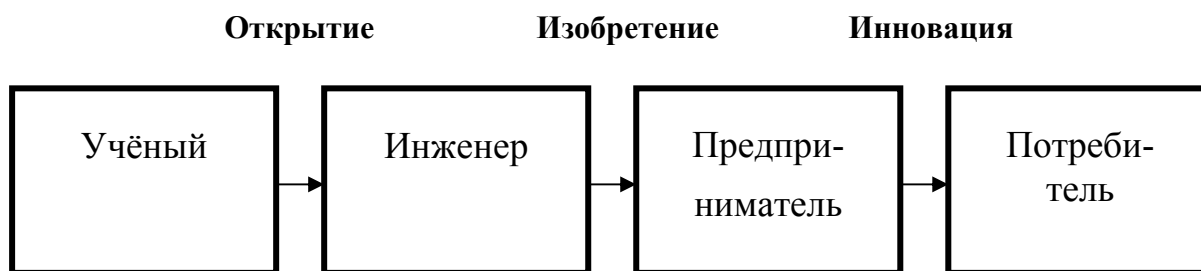 Открытие Изобретение Инновация
Учёный Инженер Предпри- Потреби-
ниматель тель